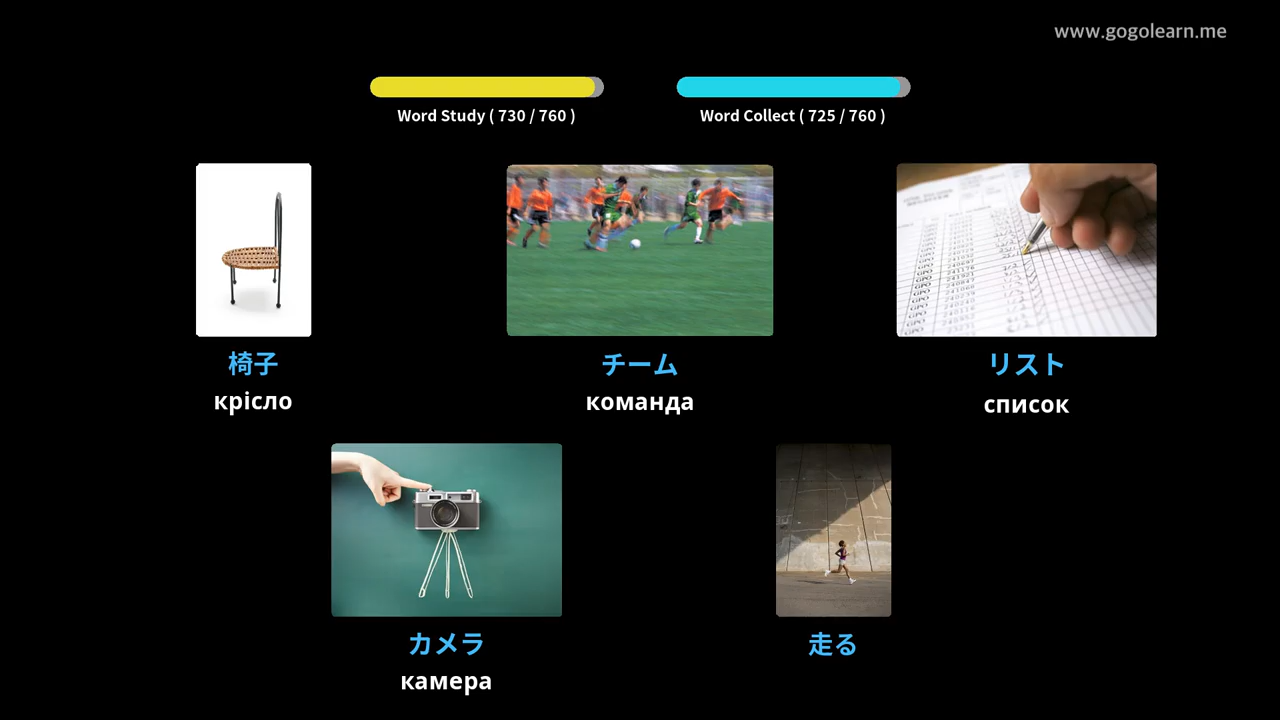 www.gogolearn.me
Word Study ( 730 / 760 )
Word Collect ( 725 / 760 )
椅子
крісло
チーム
команда
リスト
список
カメラ
камера
走る